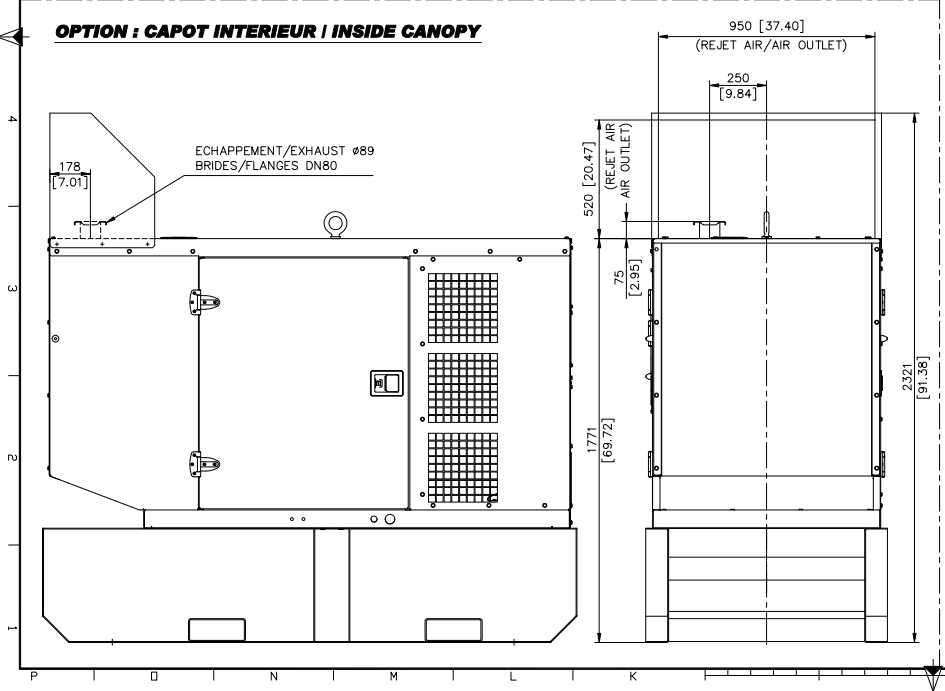 OPTION : CAPOT INTERIEUR / INSIDE CANOPY
950 [37.40]
(REJET AIR/AIR OUTLET)
250
[9.84]
ECHAPPEMENT/EXHAUST ø89
BRIDES/FLANGES DN80
178
[7.01]
520 [20.47]
(REJET AIR
AIR OUTLET)
75
[2.95]
1771
[69.72]
2321
[91.38]
4
3
2
1
P
O
N
M
L
K